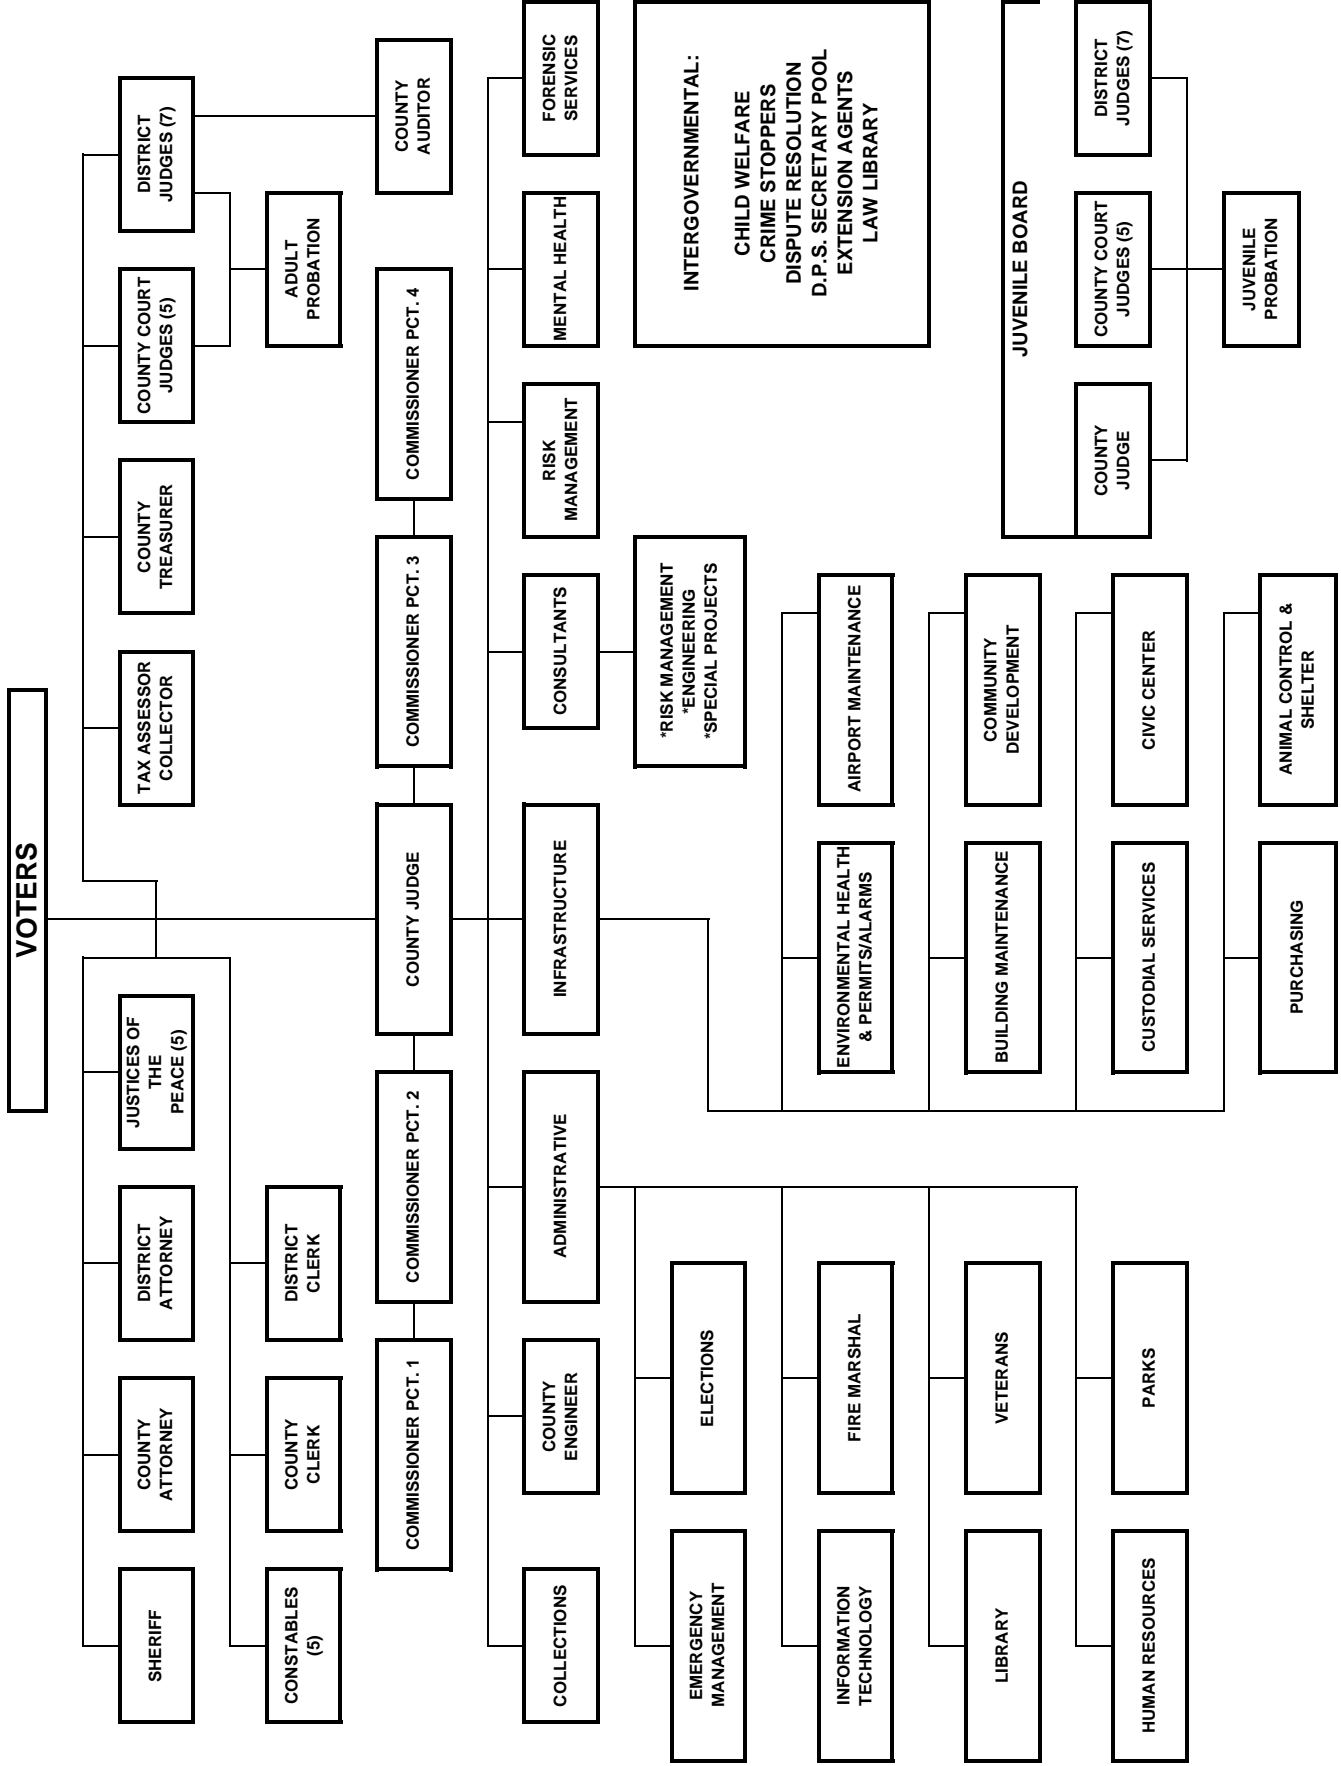 VOTERS
SHERIFF
COUNTY
ATTORNEY
DISTRICT
ATTORNEY
JUSTICES OF
THE
PEACE (5)
TAX ASSESSOR
COLLECTOR
COUNTY
TREASURER
COUNTY COURT
JUDGES (5)
DISTRICT
JUDGES (7)
CONSTABLES
(5)
COUNTY
CLERK
DISTRICT
CLERK
ADULT
PROBATION
COMMISSIONER PCT. 1
COMMISSIONER PCT. 2
COUNTY JUDGE
COMMISSIONER PCT. 3
COMMISSIONER PCT. 4
COUNTY
AUDITOR
COLLECTIONS
COUNTY
ENGINEER
ADMINISTRATIVE
INFRASTRUCTURE
CONSULTANTS
RISK
MANAGEMENT
MENTAL HEALTH
FORENSIC
SERVICES
EMERGENCY
MANAGEMENT
ELECTIONS
*RISK MANAGEMENT
*ENGINEERING
*SPECIAL PROJECTS
INTERGOVERNMENTAL:
CHILD WELFARE
CRIME STOPPERS
DISPUTE RESOLUTION
D.P.S. SECRETARY POOL
EXTENSION AGENTS
LAW LIBRARY
INFORMATION
TECHNOLOGY
FIRE MARSHAL
ENVIRONMENTAL HEALTH
& PERMITS/ALARMS
AIRPORT MAINTENANCE
LIBRARY
VETERANS
BUILDING MAINTENANCE
COMMUNITY
DEVELOPMENT
JUVENILE BOARD
HUMAN RESOURCES
PARKS
CUSTODIAL SERVICES
CIVIC CENTER
COUNTY
JUDGE
COUNTY COURT
JUDGES (5)
DISTRICT
JUDGES (7)
PURCHASING
ANIMAL CONTROL &
SHELTER
JUVENILE
PROBATION